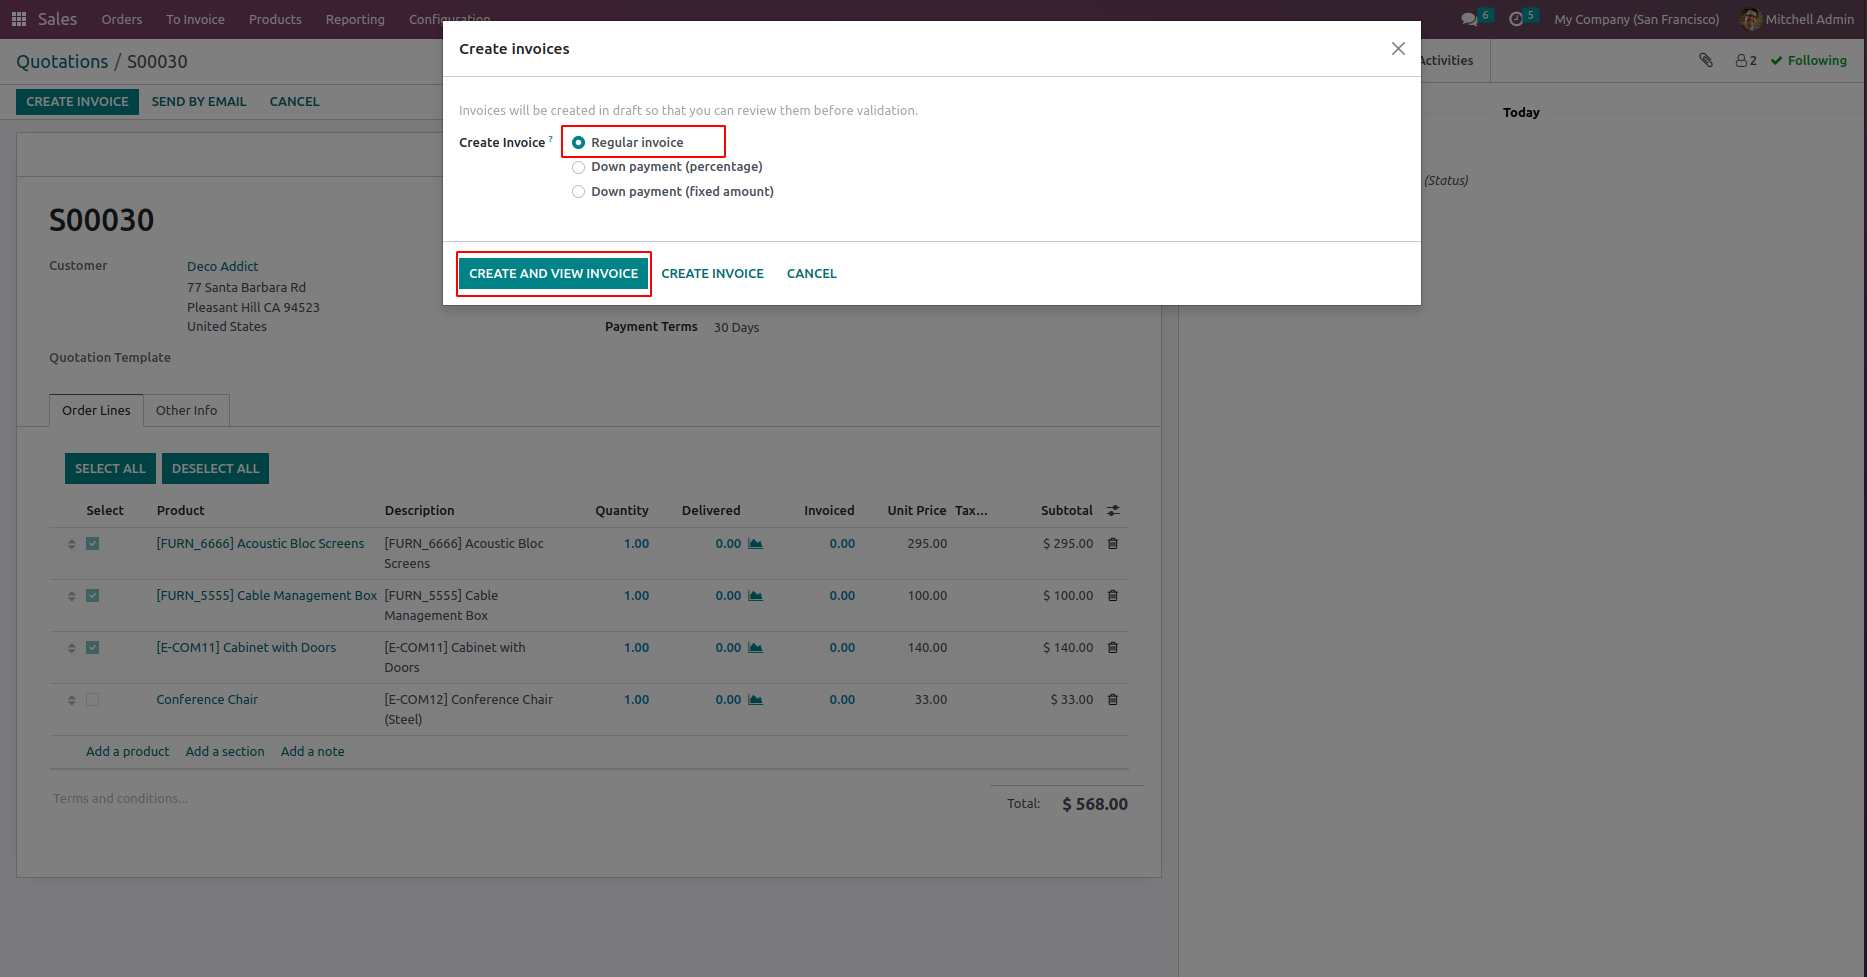 Sales Orders To Invoice Products Reporting Configuration 6 5 My Company (San Francisco) Mitchell Admin
Quotations / S00030
Activities 2 Following
CREATE INVOICE SEND BY EMAIL CANCEL
Create invoices
Invoices will be created in draft so that you can review them before validation.
Create Invoice ? Regular invoice
Down payment (percentage)
Down payment (fixed amount)
CREATE AND VIEW INVOICE CREATE INVOICE CANCEL
Today
(Status)
S00030
Customer Deco Addict
77 Santa Barbara Rd
Pleasant Hill CA 94523
United States
Payment Terms 30 Days
Quotation Template
Order Lines Other Info
SELECT ALL DESELECT ALL
Select Product Description Quantity Delivered Invoiced Unit Price Tax... Subtotal
[FURN_6666] Acoustic Bloc Screens [FURN_6666] Acoustic Bloc 1.00 0.00 0.00 295.00 $ 295.00
Screens
[FURN_5555] Cable Management Box [FURN_5555] Cable 1.00 0.00 0.00 100.00 $ 100.00
Management Box
[E-COM11] Cabinet with Doors [E-COM11] Cabinet with 1.00 0.00 0.00 140.00 $ 140.00
Doors
Conference Chair [E-COM12] Conference Chair 1.00 0.00 0.00 33.00 $ 33.00
(Steel)
Add a product Add a section Add a note
Terms and conditions...
Total: $ 568.00